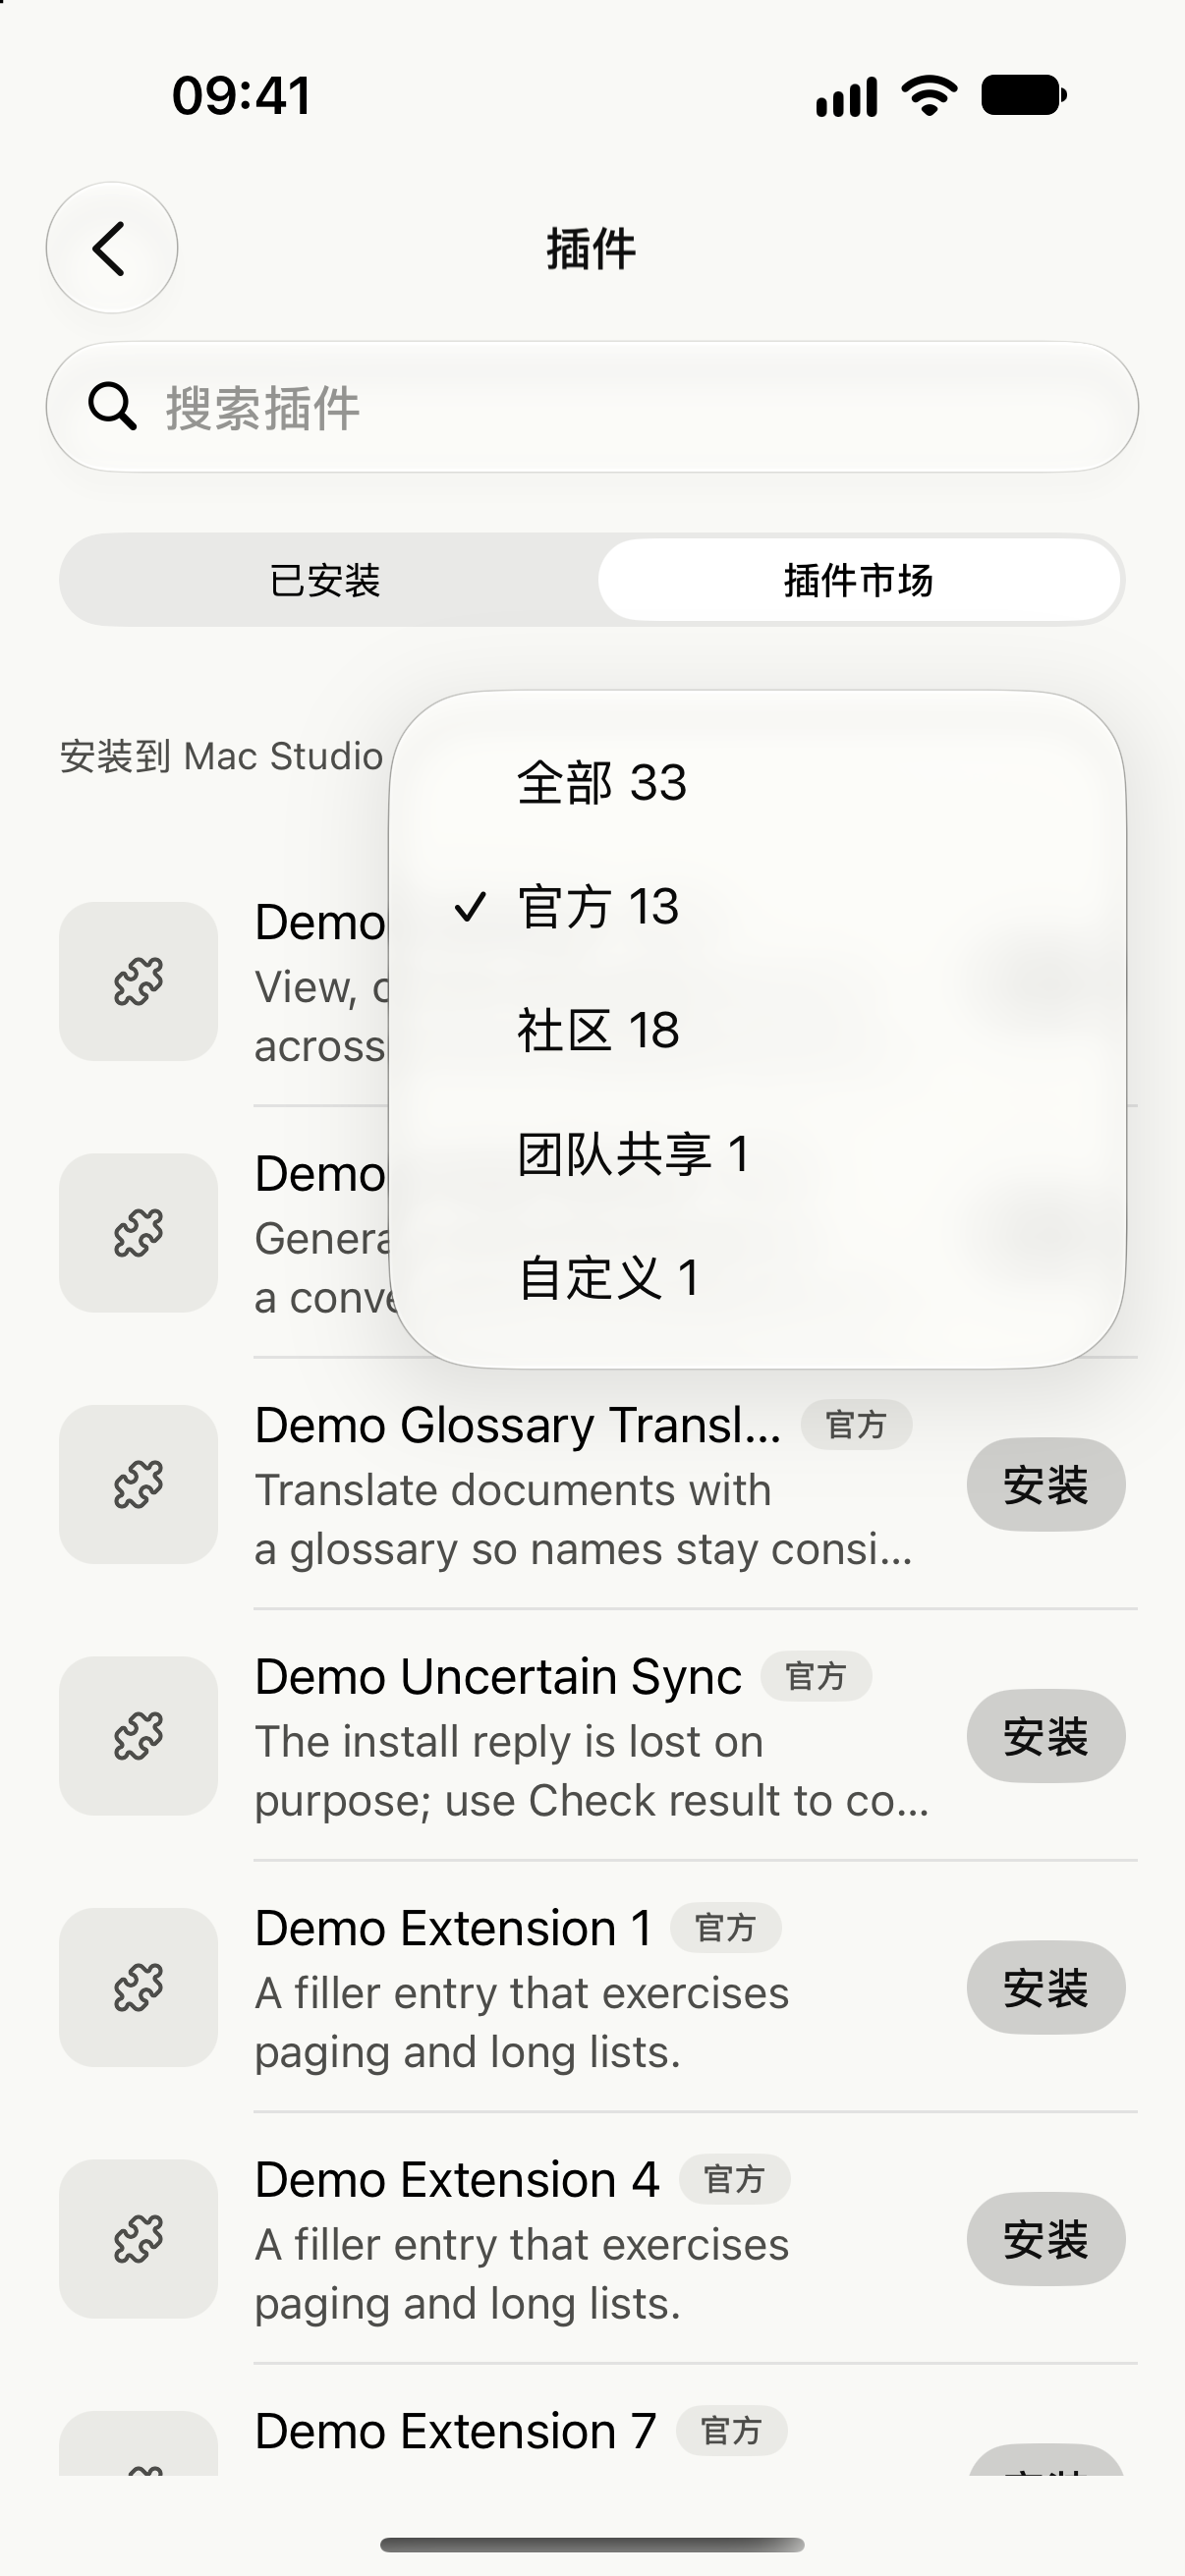 09:41
插件
搜索插件
已安装
插件市场
安装到 Mac Studio
全部 33
官方 13
社区 18
团队共享 1
自定义 1
Demo
View,
across
Demo
a
Demo Glossary Transl... 官方
Translate documents with
a glossary so names stay consi...
安装
Demo Uncertain Sync 官方
The install reply is lost on
purpose; use Check result to co...
安装
Demo Extension 1 官方
A filler entry that exercises
paging and long lists.
安装
Demo Extension 4 官方
A filler entry that exercises
paging and long lists.
安装
Demo Extension 7 官方